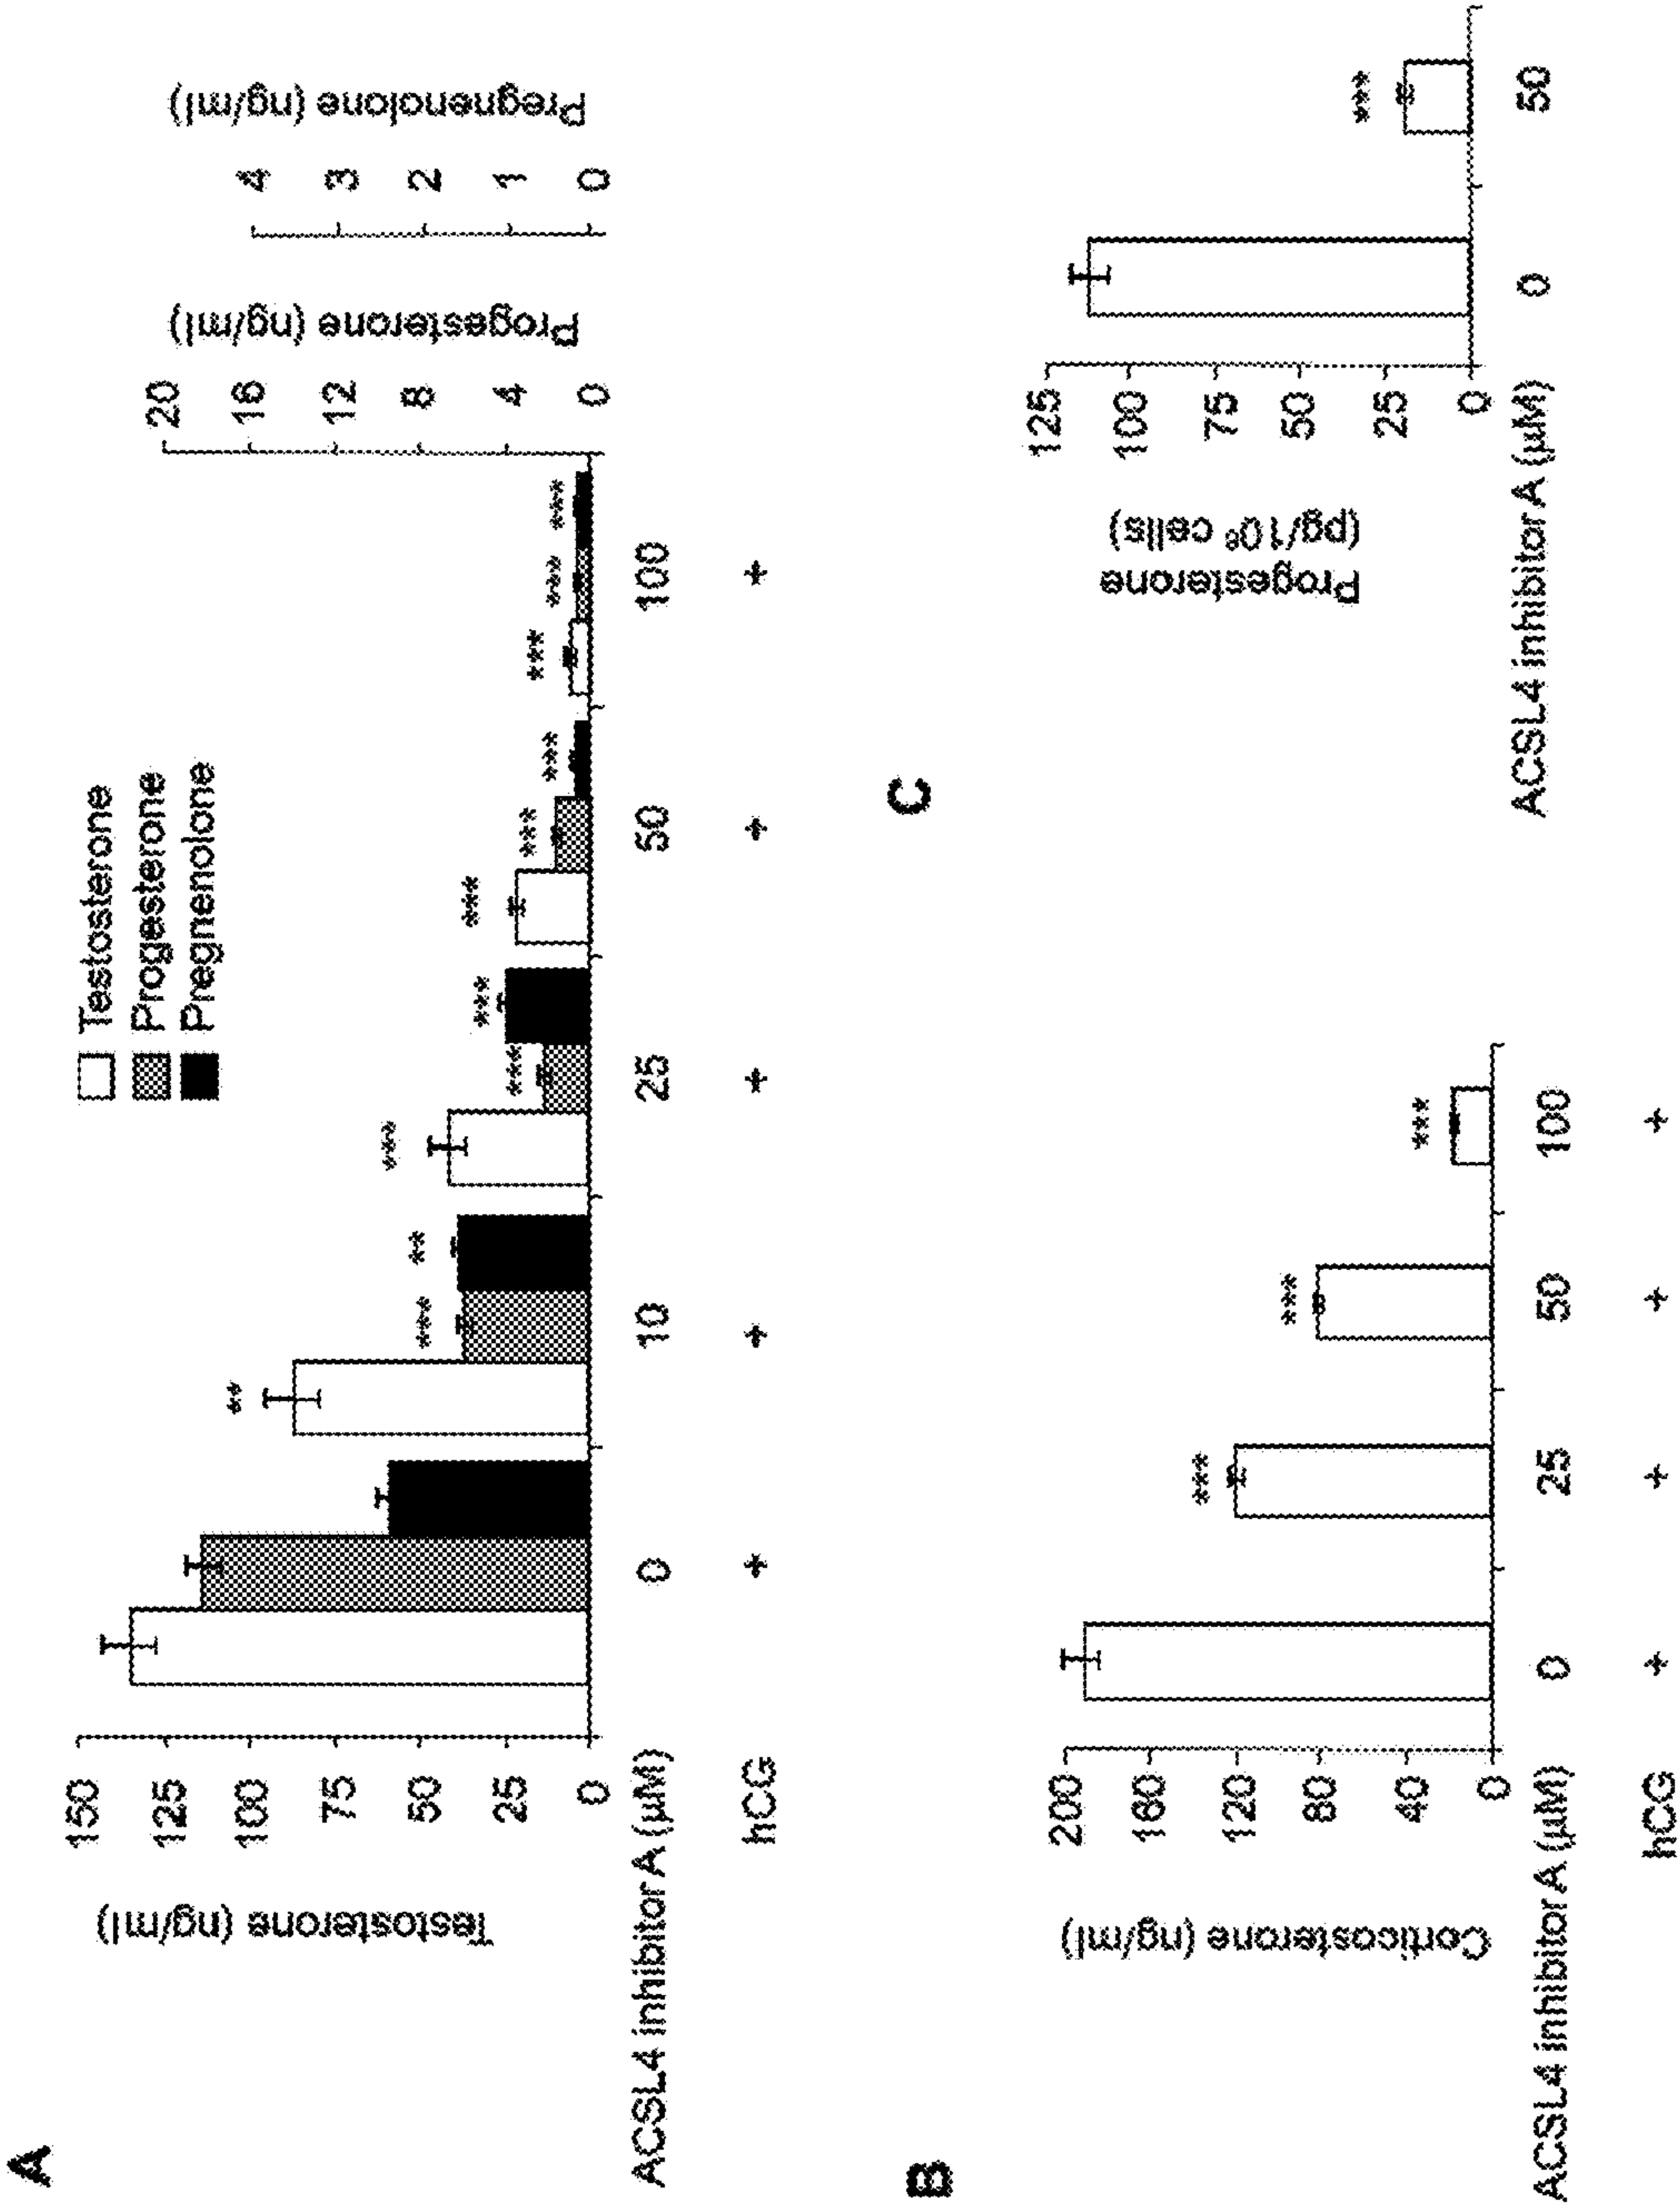 A
Testosterone
Progesterone
Pregnenolone
Testosterone (ng/ml)
150
125
100
75
50
25
0
Progesterone (ng/ml)
20
16
12
8
4
0
Pregnenolone (ng/ml)
4
3
2
1
0
** *** ** *** *** *** *** *** *** *** *** ***
ACSL4 inhibitor A (µM) 0 10 25 50 100
hCG + + + + +
B
Corticosterone (ng/ml)
200
160
120
80
40
0
*** *** ***
ACSL4 inhibitor A (µM) 0 25 50 100
hCG + + + +
C
Progesterone
(pg/10⁶ cells)
125
100
75
50
25
0
***
ACSL4 inhibitor A (µM) 0 50